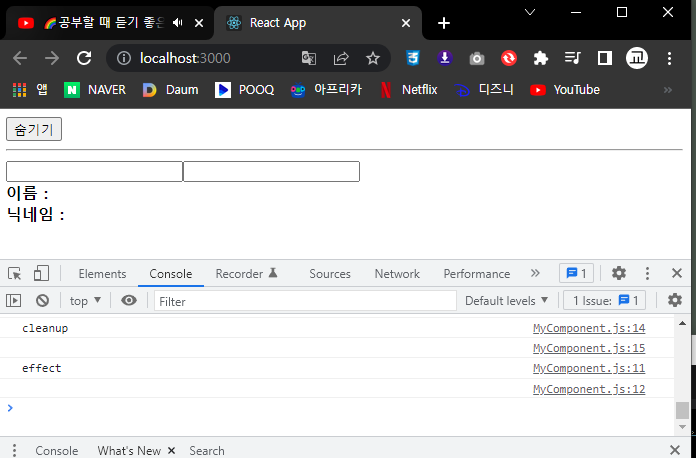 🌈공부할 때 듣기 좋은
React App
localhost:3000
앱 NAVER Daum POOQ 아프리카 Netflix 디즈니 YouTube »
숨기기
이름 :
닉네임 :
Elements Console Recorder Sources Network Performance » 1
top ▼ Filter Default levels ▼ 1 Issue: 1
cleanup MyComponent.js:14
MyComponent.js:15
effect MyComponent.js:11
MyComponent.js:12
>
Console What's New × Search